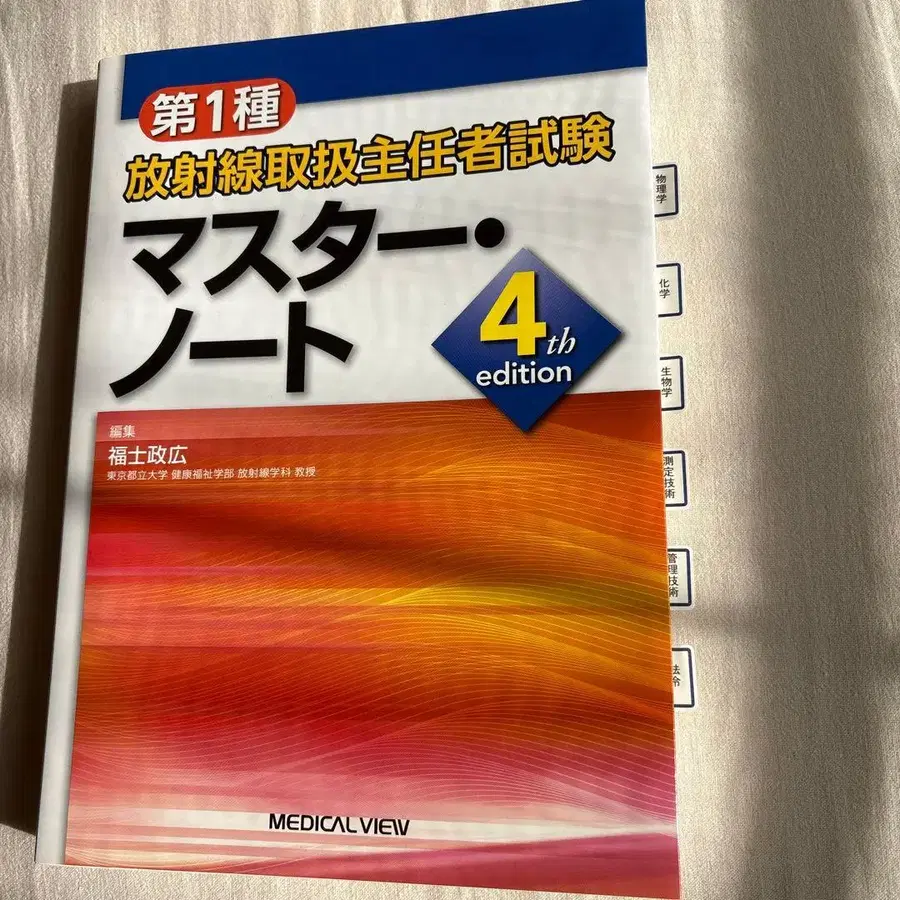 第1種
放射線取扱主任者試験
マスター・
ノート
4th
edition
編集
福士政広
東京都立大学 健康福祉学部 放射線学科 教授
MEDICAL VIEW
物理学
化学
生物学
測定技術
管理技術
法令